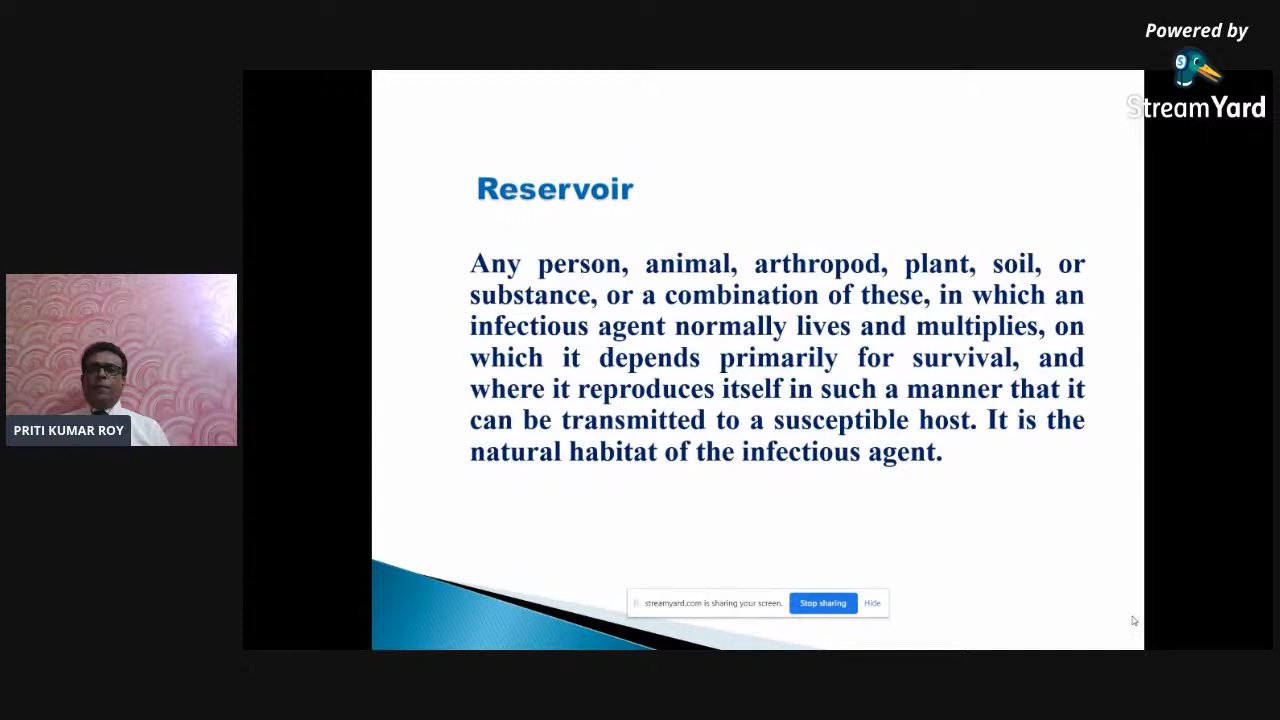 Powered by
StreamYard
Reservoir
Any person, animal, arthropod, plant, soil, or
substance, or a combination of these, in which an
infectious agent normally lives and multiplies, on
which it depends primarily for survival, and
where it reproduces itself in such a manner that it
can be transmitted to a susceptible host. It is the
natural habitat of the infectious agent.
PRITI KUMAR ROY
streamyard.com is sharing your screen. Stop sharing Hide